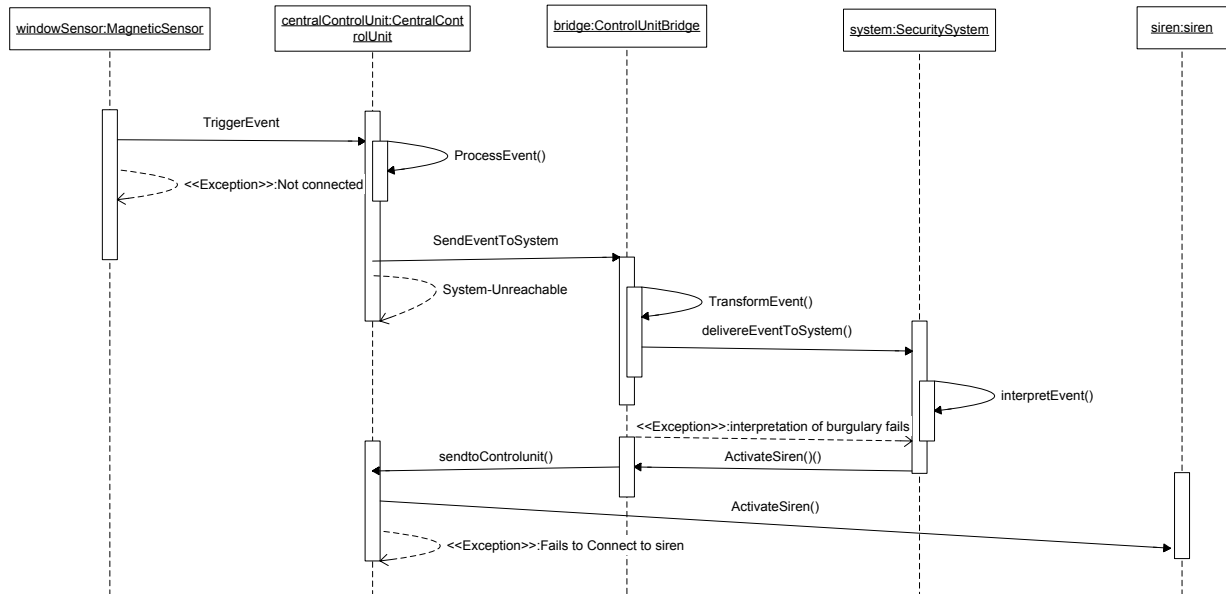 windowSensor:MagneticSensor
centralControlUnit:CentralCont
rolUnit
bridge:ControlUnitBridge
system:SecuritySystem
siren:siren
TriggerEvent
ProcessEvent()
<<Exception>>:Not connected
SendEventToSystem
System-Unreachable
TransformEvent()
delivereEventToSystem()
interpretEvent()
<<Exception>>:interpretation of burgulary fails
sendtoControlunit()
ActivateSiren()()
ActivateSiren()
<<Exception>>:Fails to Connect to siren